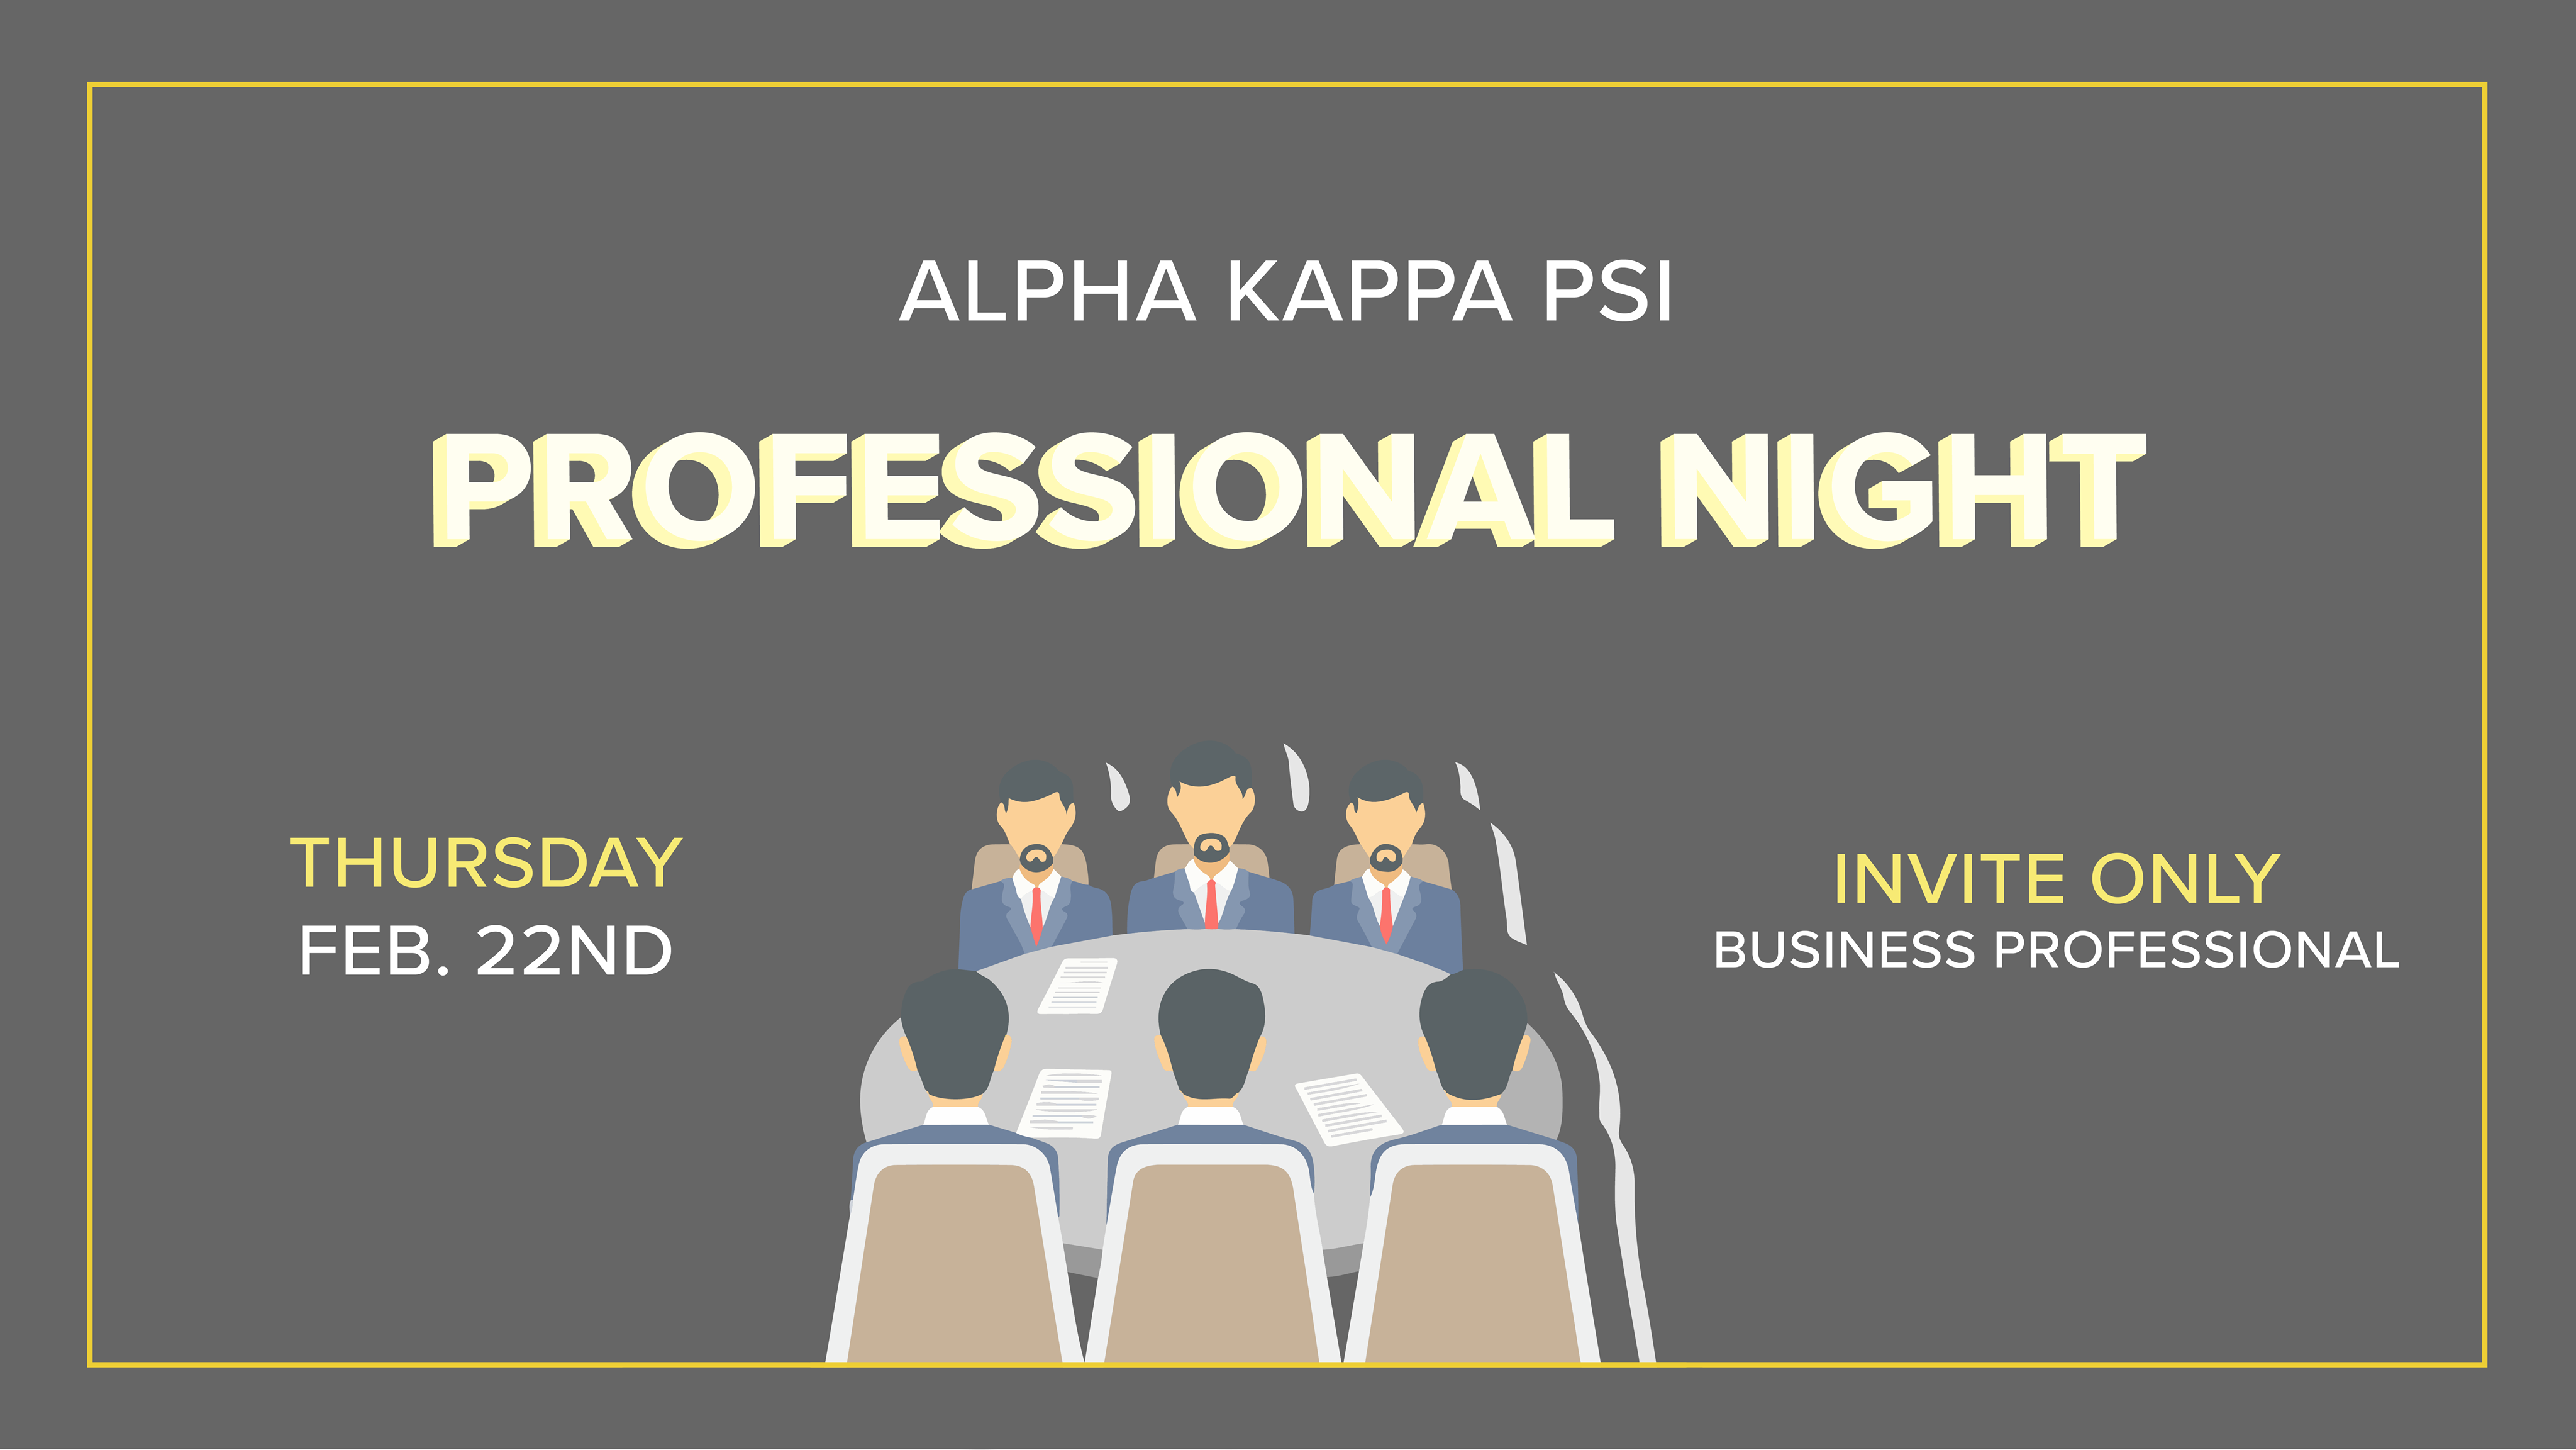 ALPHA KAPPA PSI
PROFESSIONAL NIGHT
THURSDAY
FEB. 22ND
INVITE ONLY
BUSINESS PROFESSIONAL